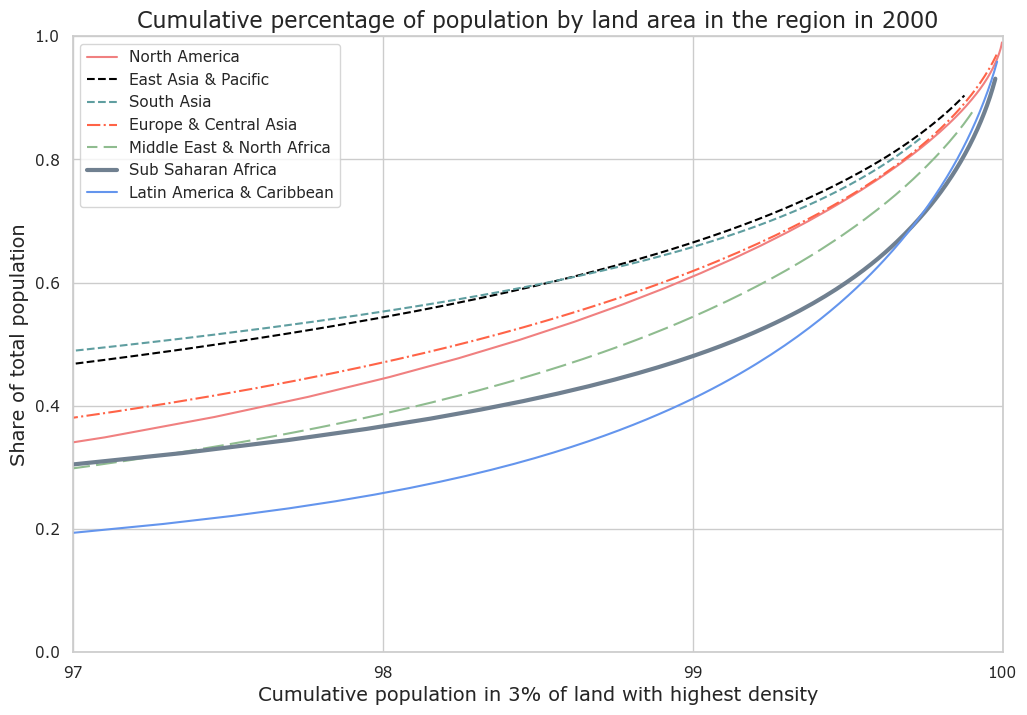 Cumulative percentage of population by land area in the region in 2000
1.0
0.8
0.6
0.4
0.2
0.0
Share of total population
North America
East Asia & Pacific
South Asia
Europe & Central Asia
Middle East & North Africa
Sub Saharan Africa
Latin America & Caribbean
97 98 99 100
Cumulative population in 3% of land with highest density